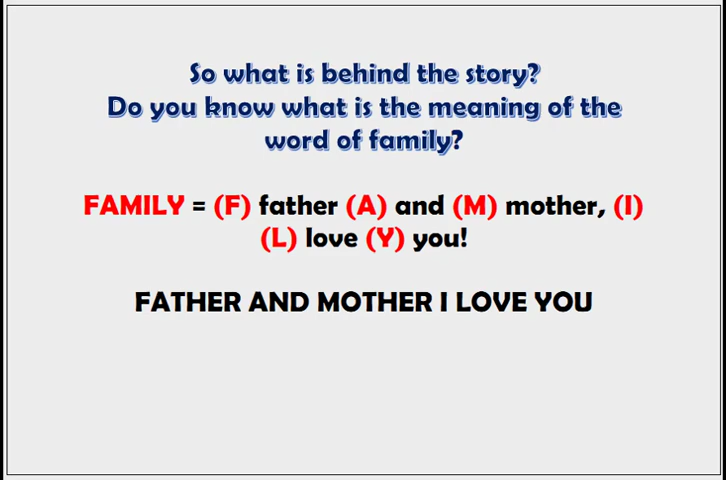 So what is behind the story?
Do you know what is the meaning of the
word of family?
FAMILY = (F) father (A) and (M) mother, (I)
(L) love (Y) you!
FATHER AND MOTHER I LOVE YOU